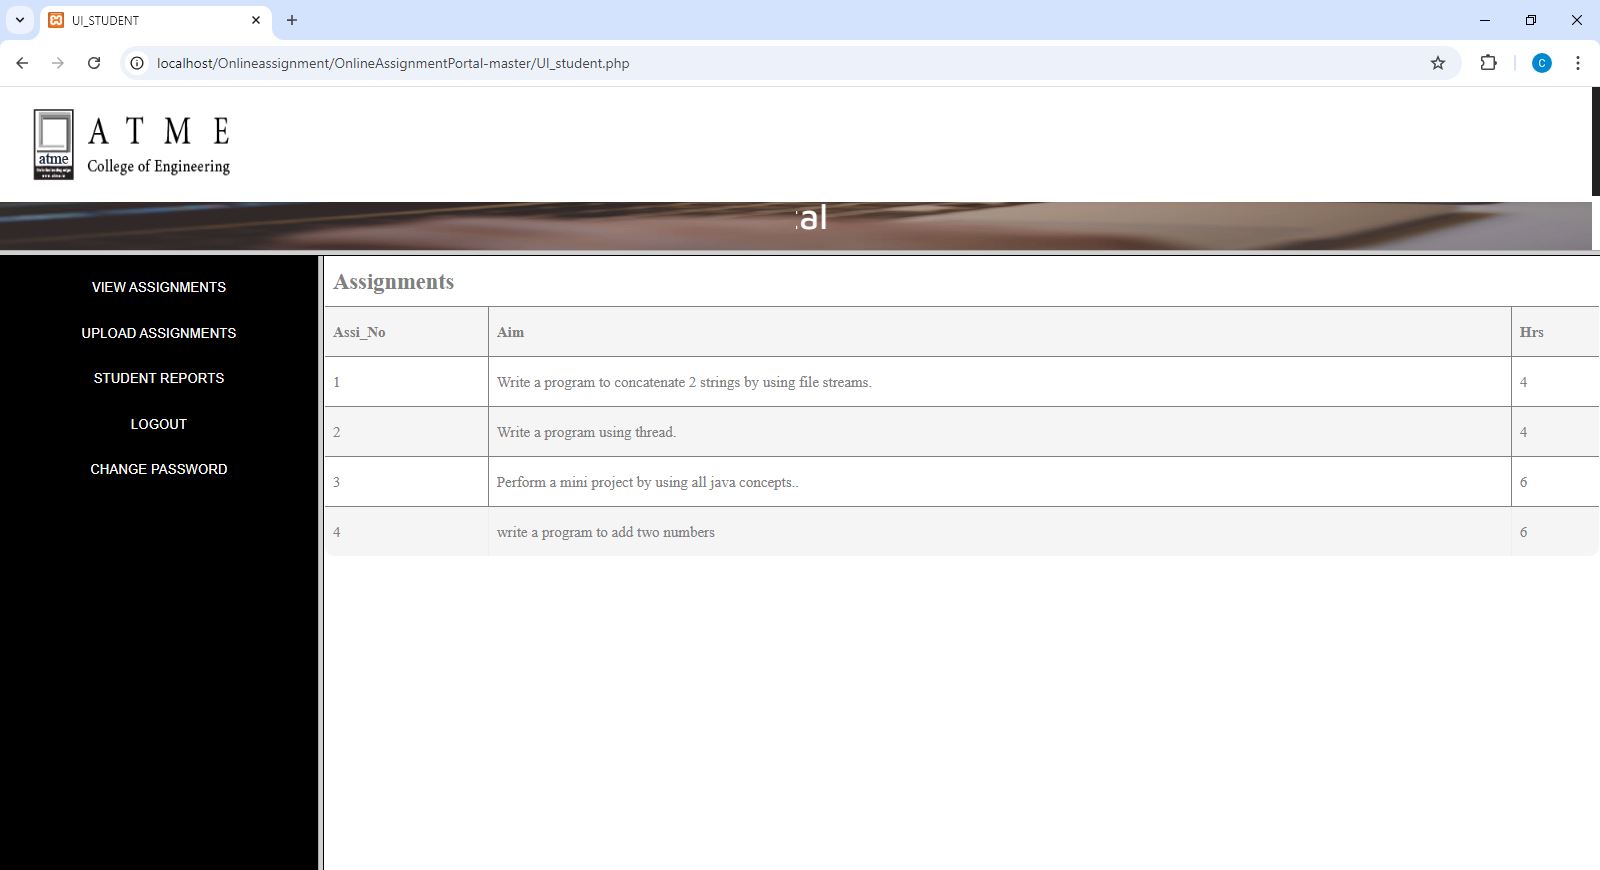 UI_STUDENT
localhost/Onlineassignment/OnlineAssignmentPortal-master/UI_student.php
C
A T M E
College of Engineering
atme
al
VIEW ASSIGNMENTS
UPLOAD ASSIGNMENTS
STUDENT REPORTS
LOGOUT
CHANGE PASSWORD
Assignments
Assi_No Aim Hrs
1 Write a program to concatenate 2 strings by using file streams. 4
2 Write a program using thread. 4
3 Perform a mini project by using all java concepts.. 6
4 write a program to add two numbers 6